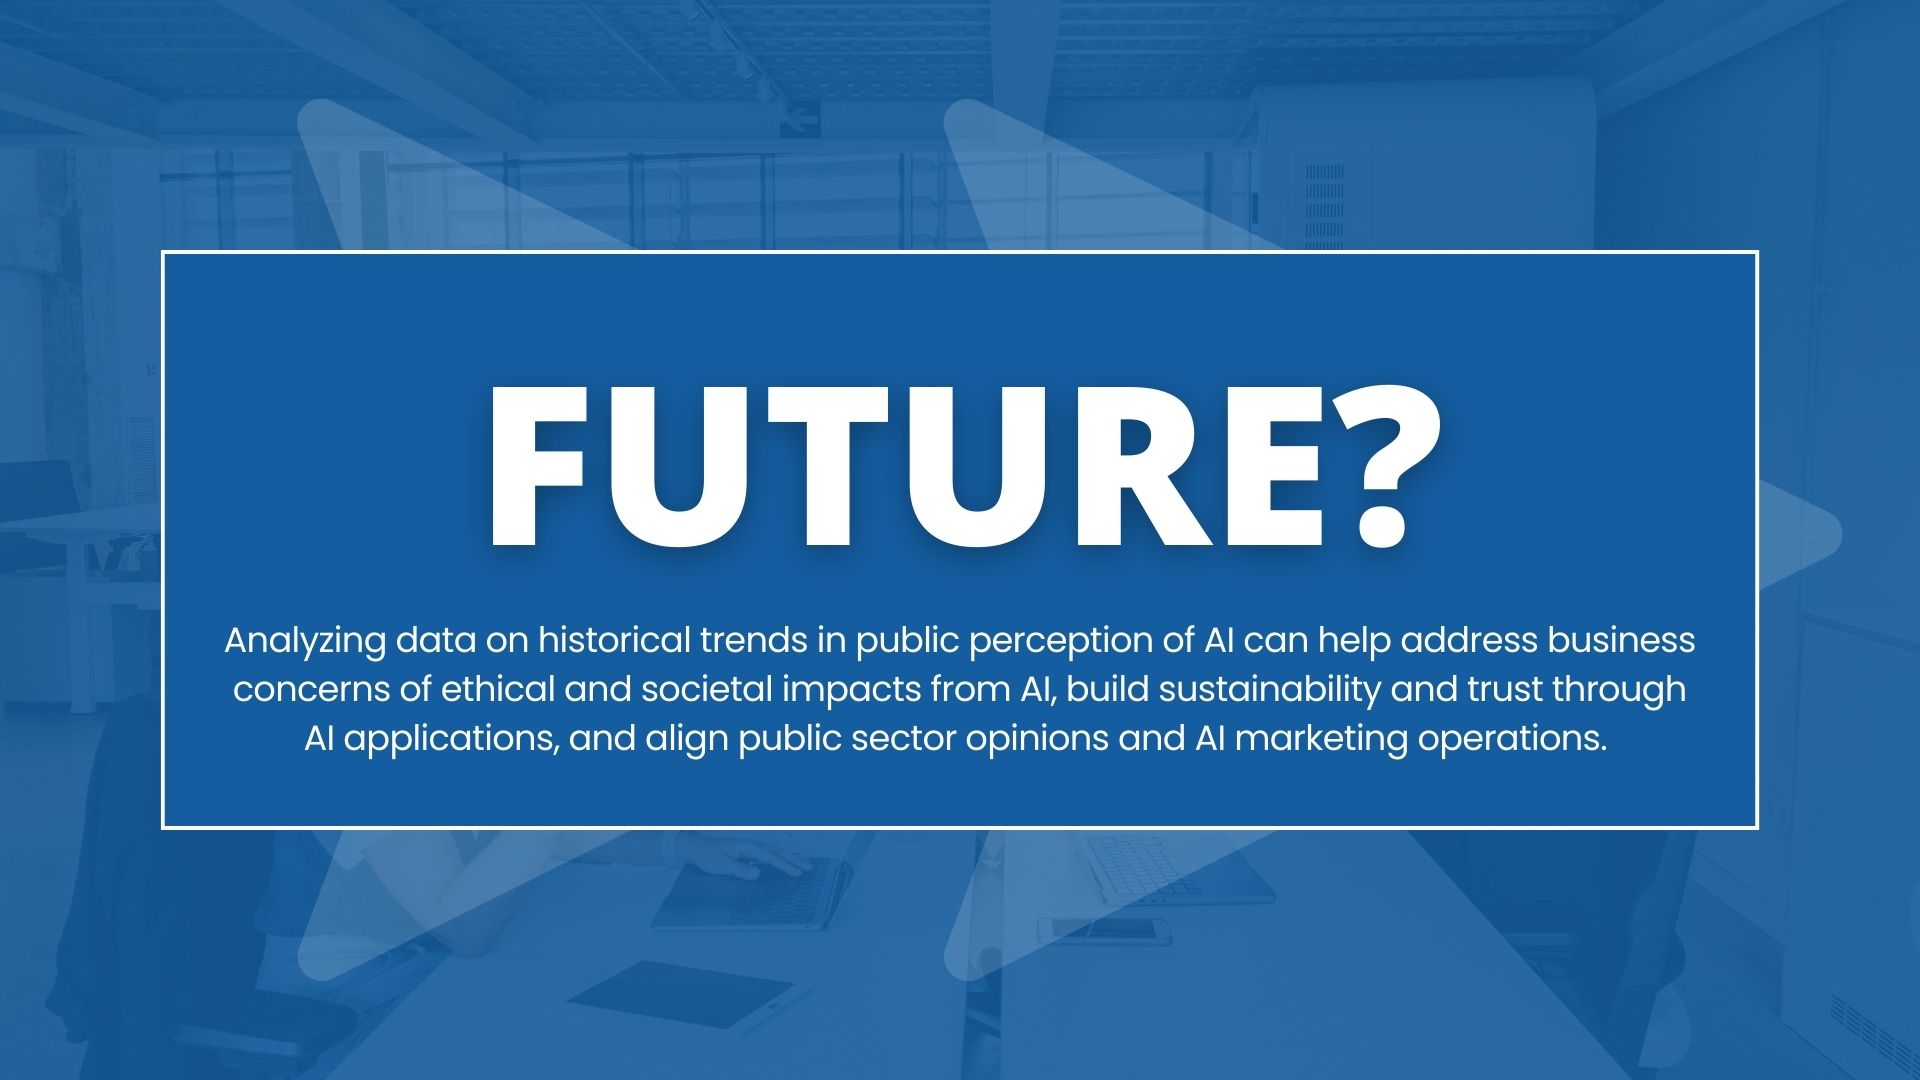 FUTURE?
Analyzing data on historical trends in public perception of AI can help address business
concerns of ethical and societal impacts from AI, build sustainability and trust through
AI applications, and align public sector opinions and AI marketing operations.